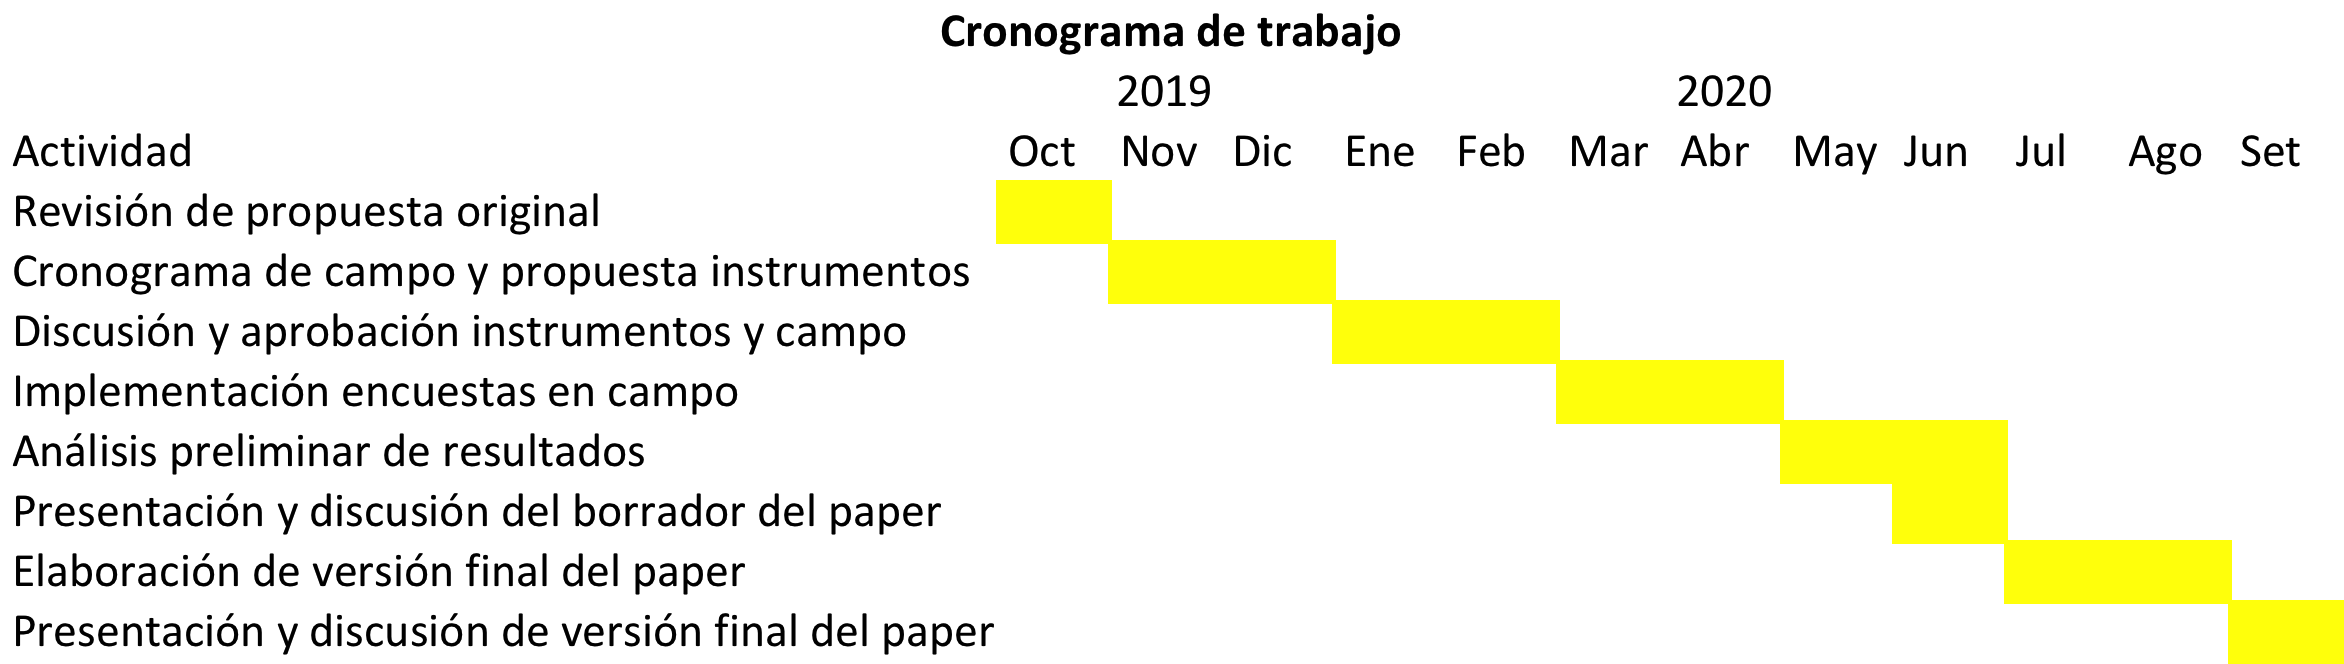 Cronograma de trabajo
2019 2020
Actividad Oct Nov Dic Ene Feb Mar Abr May Jun Jul Ago Set
Revisión de propuesta original
Cronograma de campo y propuesta instrumentos
Discusión y aprobación instrumentos y campo
Implementación encuestas en campo
Análisis preliminar de resultados
Presentación y discusión del borrador del paper
Elaboración de versión final del paper
Presentación y discusión de versión final del paper